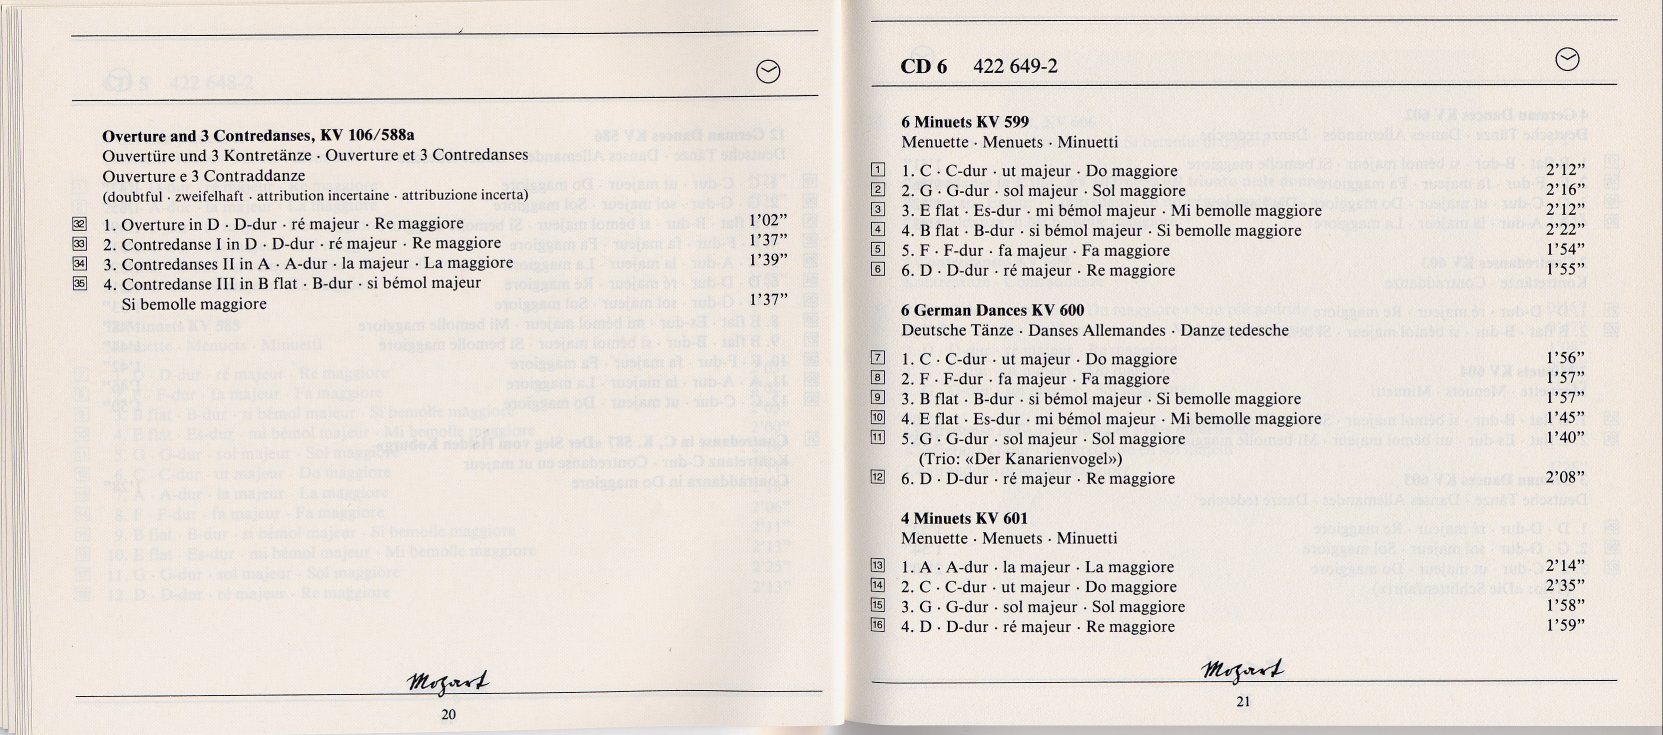 Overture and 3 Contredanses, KV 106/588a
Ouvertüre und 3 Kontretänze · Ouverture et 3 Contredanses
Ouverture e 3 Contraddanze
(doubtful · zweifelhaft · attribution incertaine · attribuzione incerta)
32 1. Overture in D · D-dur · ré majeur · Re maggiore 1’02”
33 2. Contredanse I in D · D-dur · ré majeur · Re maggiore 1’37”
34 3. Contredanses II in A · A-dur · la majeur · La maggiore 1’39”
35 4. Contredanse III in B flat · B-dur · si bémol majeur
Si bemolle maggiore 1’37”
Mozart
20
CD 6 422 649-2
6 Minuets KV 599
Menuette · Menuets · Minuetti
1 1. C · C-dur · ut majeur · Do maggiore 2’12”
2 2. G · G-dur · sol majeur · Sol maggiore 2’16”
3 3. E flat · Es-dur · mi bémol majeur · Mi bemolle maggiore 2’12”
4 4. B flat · B-dur · si bémol majeur · Si bemolle maggiore 2’22”
5 5. F · F-dur · fa majeur · Fa maggiore 1’54”
6 6. D · D-dur · ré majeur · Re maggiore 1’55”
6 German Dances KV 600
Deutsche Tänze · Danses Allemandes · Danze tedesche
7 1. C · C-dur · ut majeur · Do maggiore 1’56”
8 2. F · F-dur · fa majeur · Fa maggiore 1’57”
9 3. B flat · B-dur · si bémol majeur · Si bemolle maggiore 1’57”
10 4. E flat · Es-dur · mi bémol majeur · Mi bemolle maggiore 1’45”
11 5. G · G-dur · sol majeur · Sol maggiore 1’40”
(Trio: «Der Kanarienvogel»)
12 6. D · D-dur · ré majeur · Re maggiore 2’08”
4 Minuets KV 601
Menuette · Menuets · Minuetti
13 1. A · A-dur · la majeur · La maggiore 2’14”
14 2. C · C-dur · ut majeur · Do maggiore 2’35”
15 3. G · G-dur · sol majeur · Sol maggiore 1’58”
16 4. D · D-dur · ré majeur · Re maggiore 1’59”
Mozart
21